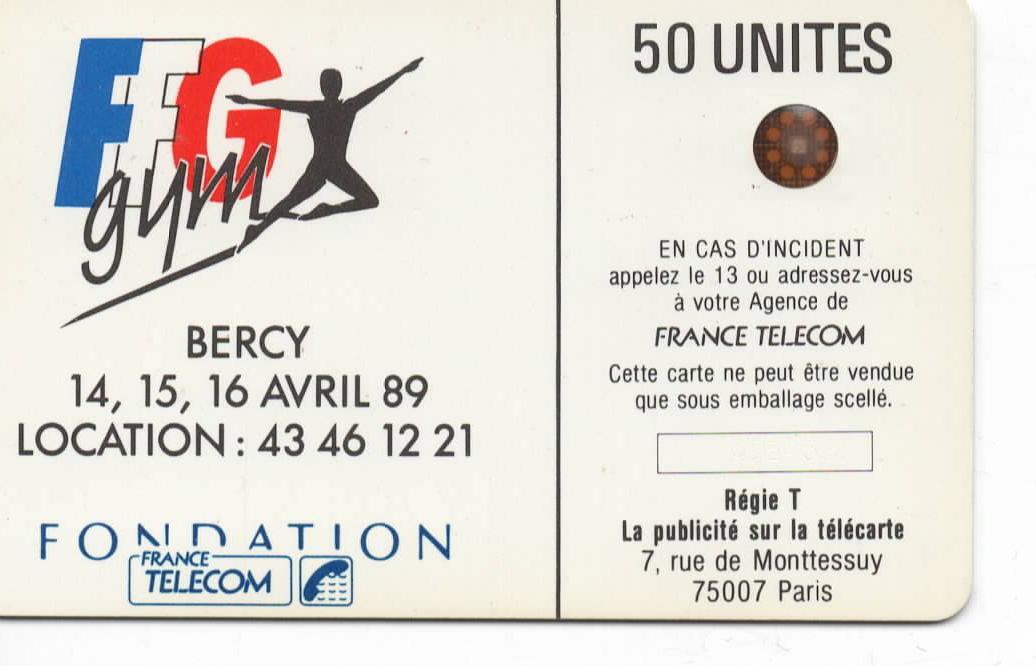 FFG
gym
BERCY
14, 15, 16 AVRIL 89
LOCATION : 43 46 12 21
FONDATION
FRANCE
TELECOM
50 UNITES
EN CAS D'INCIDENT
appelez le 13 ou adressez-vous
à votre Agence de
FRANCE TELECOM
Cette carte ne peut être vendue
que sous emballage scellé.
Régie T
La publicité sur la télécarte
7, rue de Monttessuy
75007 Paris